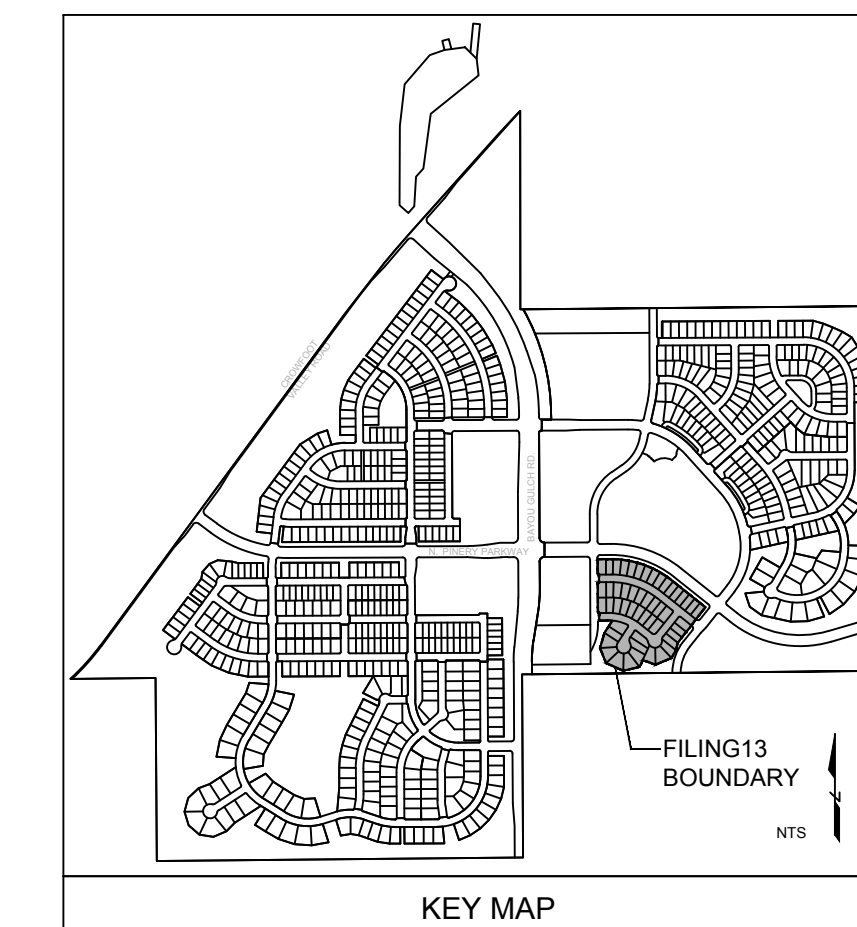 CROWFOOT
VALLEY ROAD
BAYOU GULCH RD.
N. PINERY PARKWAY
FILING13
BOUNDARY
N
NTS
KEY MAP